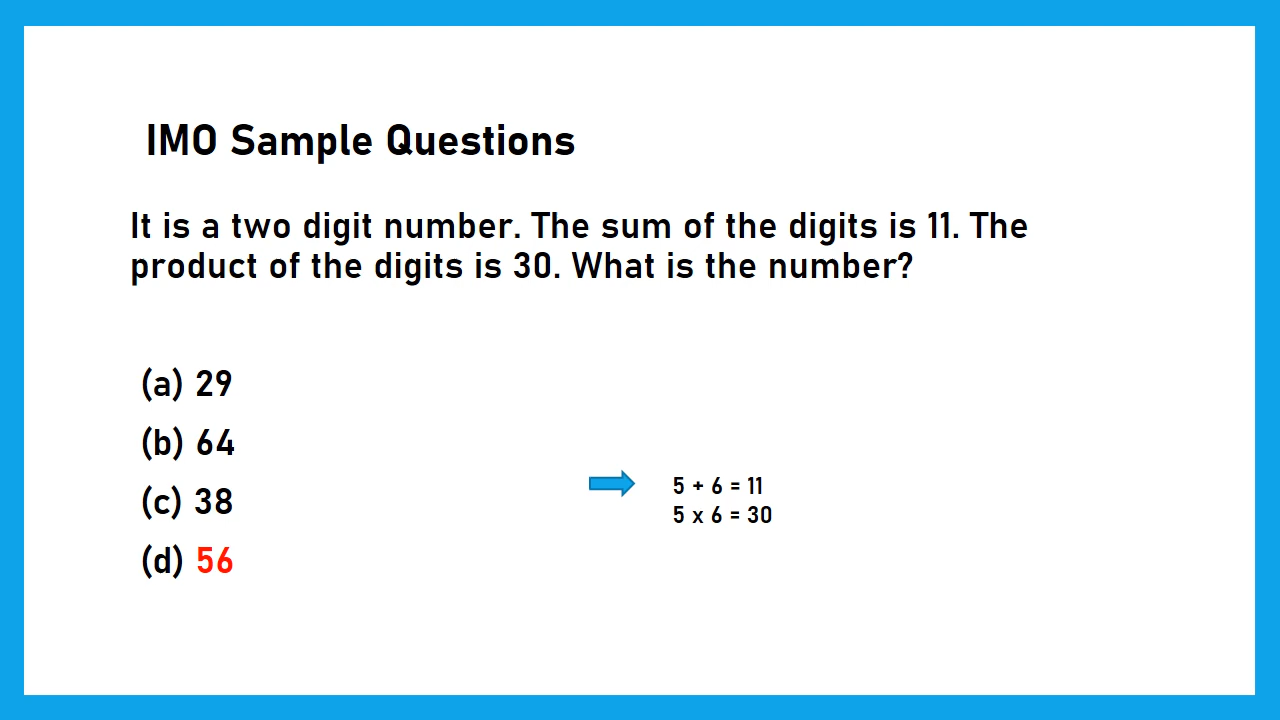 IMO Sample Questions
It is a two digit number. The sum of the digits is 11. The
product of the digits is 30. What is the number?
(a) 29
(b) 64
(c) 38
(d) 56
5 + 6 = 11
5 x 6 = 30